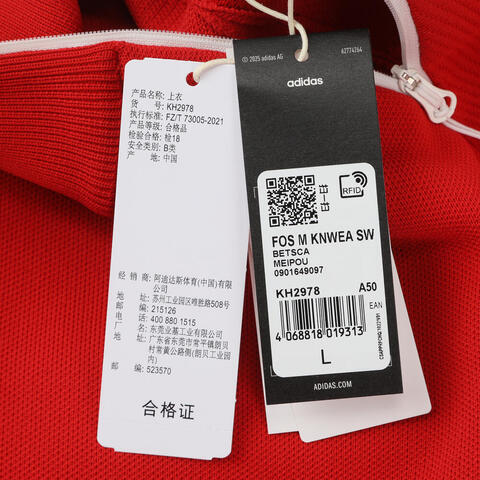 产品名称：上衣
货　　号：KH2978
执行标准：FZ/T 73005-2021
产品等级：合格品
检验合格：检18
安全类别：B类
产　　地：中国
经 销 商：阿迪达斯体育(中国)有限公司
地　　址：苏州工业园区唯胜路508号
邮　　编：215126
电　　话：400 880 1515
厂　　名：东莞业基工业有限公司
厂　　址：广东省东莞市常平镇朗贝村常黄公路侧(朗贝工业园内)
邮　　编：523570
合格证
© 2025 adidas AG
62774264
adidas
RFID
FOS M KNWEA SW
BETSCA
MEIPOU
0901649097
KH2978 A50
EAN
4 068818 019313
L
ADIDAS.COM